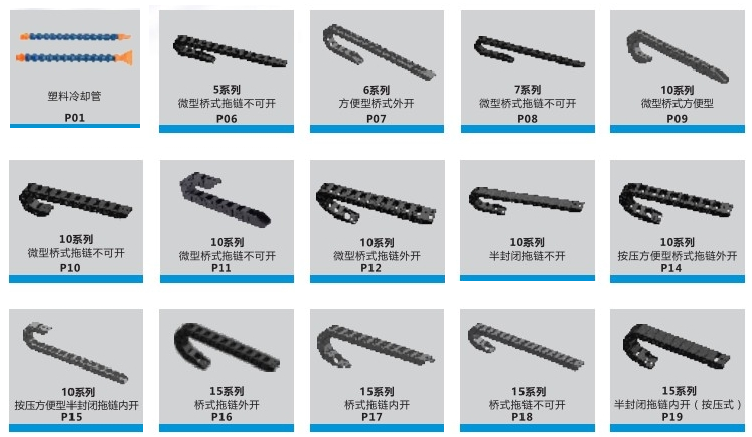 塑料冷却管
P01
5系列
微型桥式拖链不可开
P06
6系列
方便型桥式外开
P07
7系列
微型桥式拖链不可开
P08
10系列
微型桥式方便型
P09
10系列
微型桥式拖链不可开
P10
10系列
微型桥式拖链不可开
P11
10系列
微型桥式拖链外开
P12
10系列
半封闭拖链不开
10系列
按压方便型桥式拖链外开
P14
10系列
按压方便型半封闭拖链内开
P15
15系列
桥式拖链外开
P16
15系列
桥式拖链内开
P17
15系列
桥式拖链不可开
P18
15系列
半封闭拖链内开（按压式）
P19